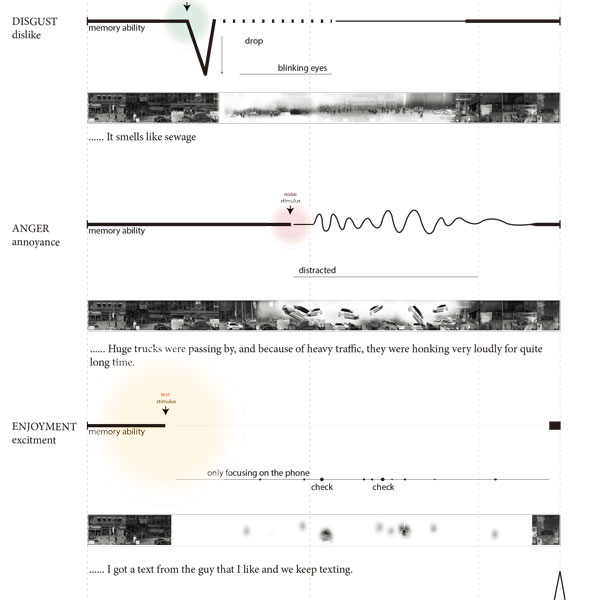 DISGUST
dislike
memory ability
drop
blinking eyes
...... It smells like sewage
noise
stimulus
ANGER
annoyance
memory ability
distracted
...... Huge trucks were passing by, and because of heavy traffic, they were honking very loudly for quite
long time.
text
stimulus
ENJOYMENT
excitment
memory ability
only focusing on the phone
check
check
...... I got a text from the guy that I like and we keep texting.